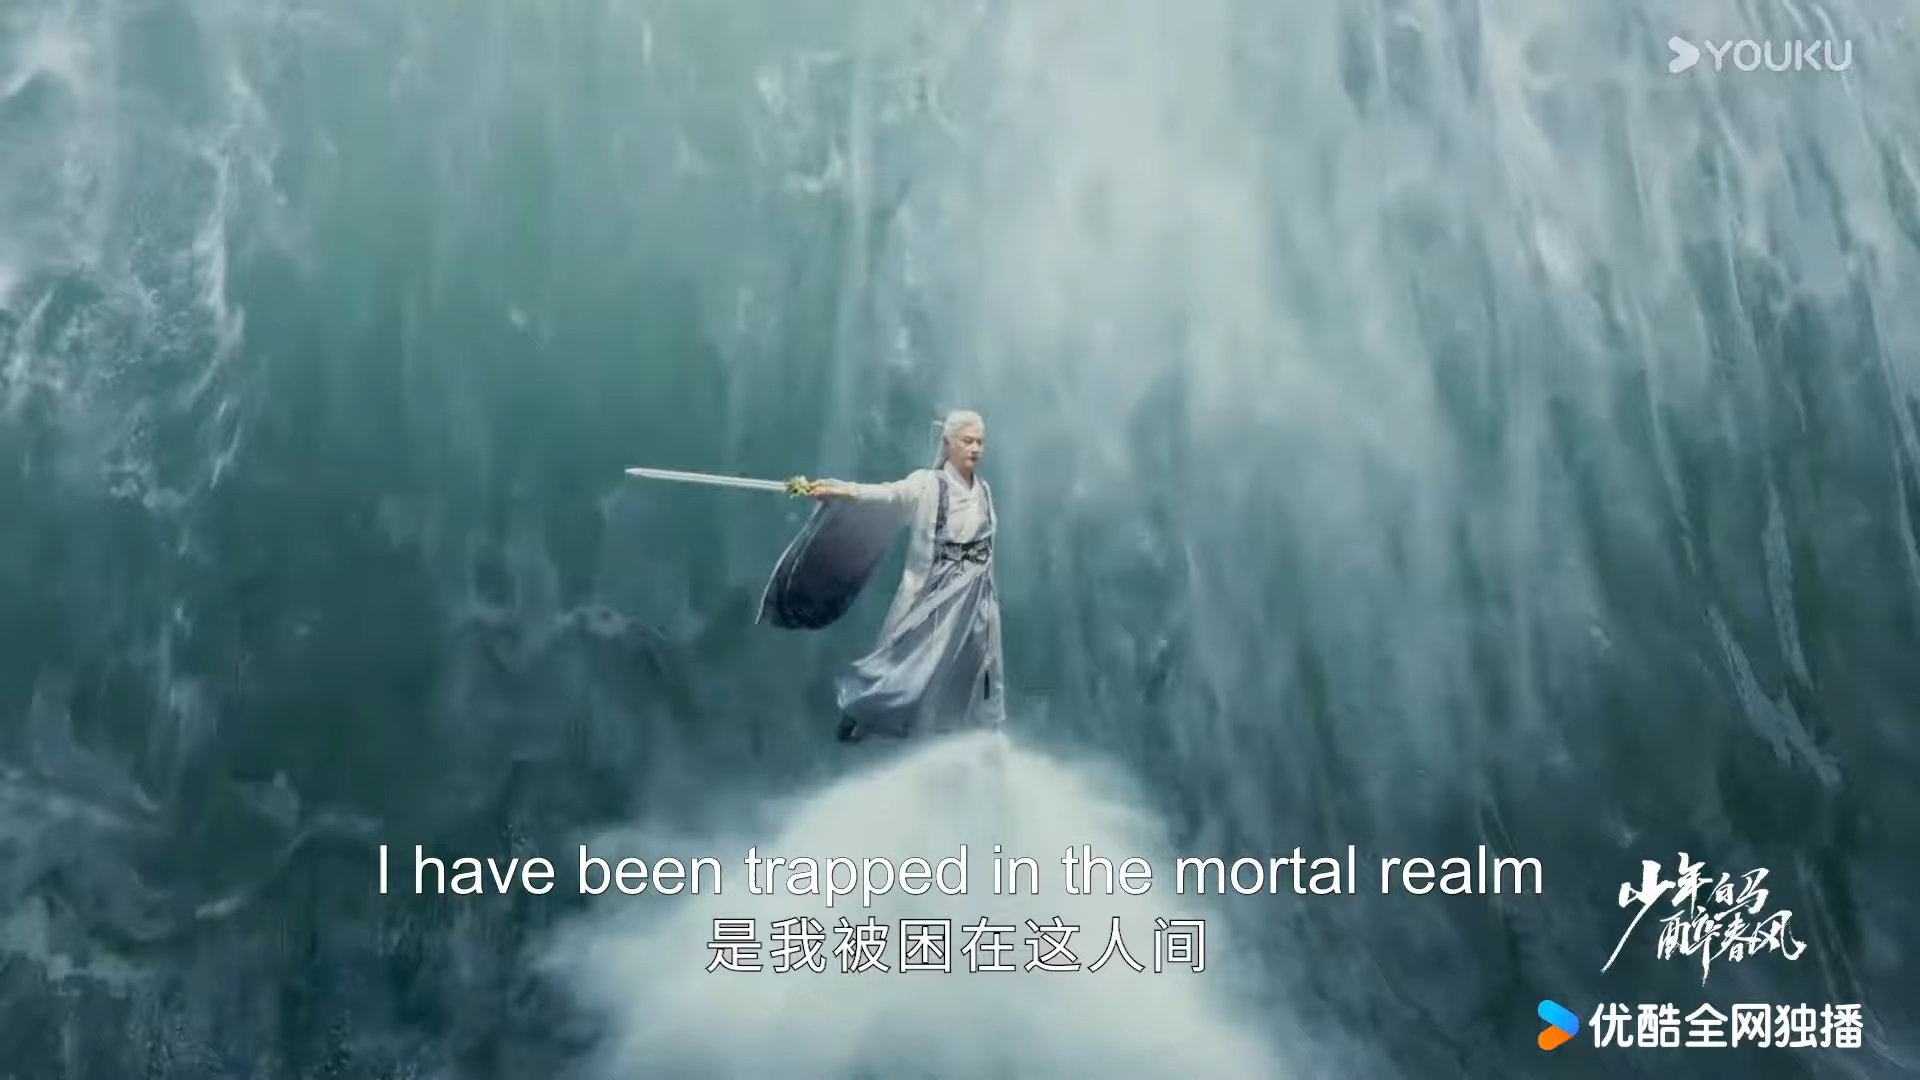 YOUKU
I have been trapped in the mortal realm
是我被困在这人间
少年白马
醉春风
优酷全网独播